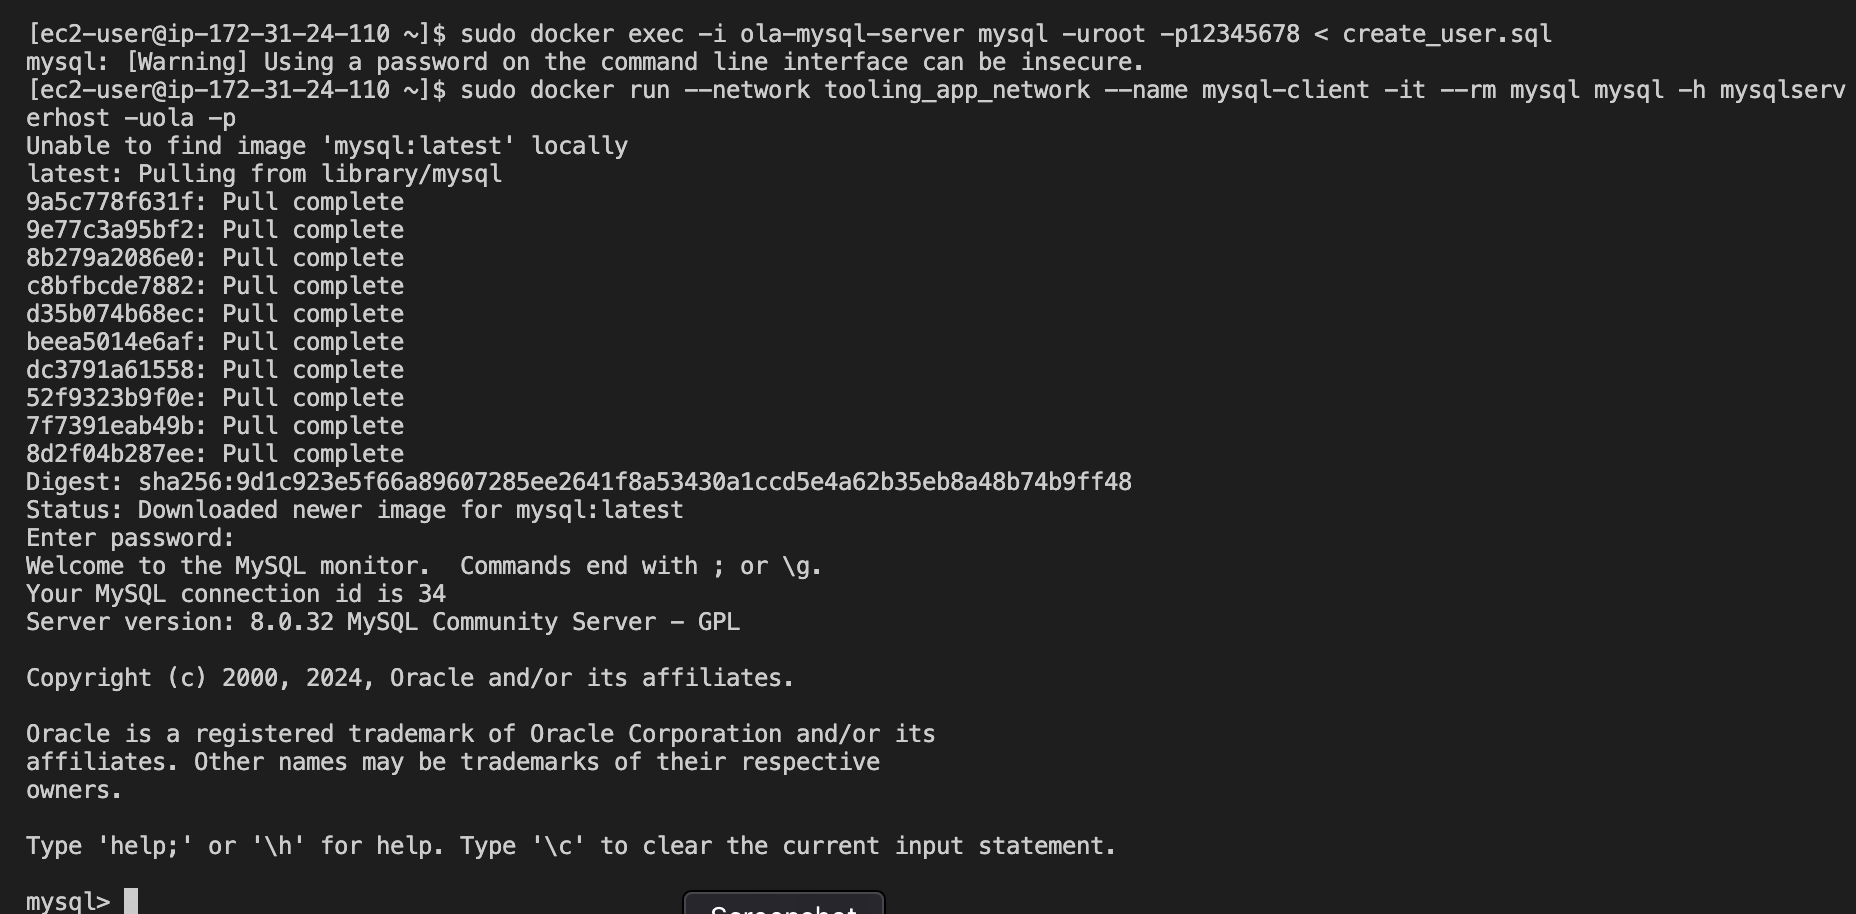 [ec2-user@ip-172-31-24-110 ~]$ sudo docker exec -i ola-mysql-server mysql -uroot -p12345678 < create_user.sql
mysql: [Warning] Using a password on the command line interface can be insecure.
[ec2-user@ip-172-31-24-110 ~]$ sudo docker run --network tooling_app_network --name mysql-client -it --rm mysql mysql -h mysqlserv
erhost -uola -p
Unable to find image 'mysql:latest' locally
latest: Pulling from library/mysql
9a5c778f631f: Pull complete
9e77c3a95bf2: Pull complete
8b279a2086e0: Pull complete
c8bfbcde7882: Pull complete
d35b074b68ec: Pull complete
beea5014e6af: Pull complete
dc3791a61558: Pull complete
52f9323b9f0e: Pull complete
7f7391eab49b: Pull complete
8d2f04b287ee: Pull complete
Digest: sha256:9d1c923e5f66a89607285ee2641f8a53430a1ccd5e4a62b35eb8a48b74b9ff48
Status: Downloaded newer image for mysql:latest
Enter password:
Welcome to the MySQL monitor.  Commands end with ; or \g.
Your MySQL connection id is 34
Server version: 8.0.32 MySQL Community Server - GPL
Copyright (c) 2000, 2024, Oracle and/or its affiliates.
Oracle is a registered trademark of Oracle Corporation and/or its
affiliates. Other names may be trademarks of their respective
owners.
Type 'help;' or '\h' for help. Type '\c' to clear the current input statement.
mysql>
Screenshot